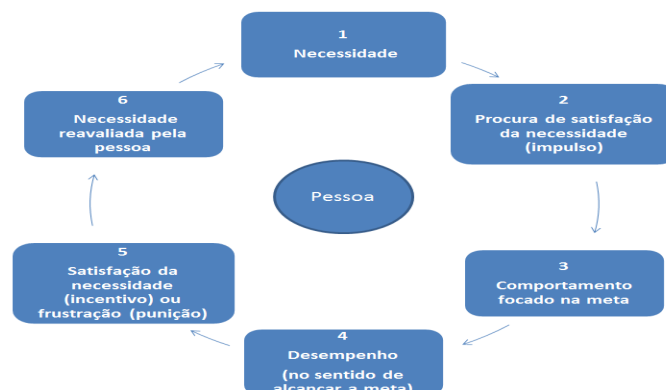 1
Necessidade
2
Procura de satisfação
da necessidade
(impulso)
3
Comportamento
focado na meta
4
Desempenho
(no sentido de
alcançar a meta)
5
Satisfação da
necessidade
(incentivo) ou
frustração (punição)
6
Necessidade
reavaliada pela
pessoa
Pessoa